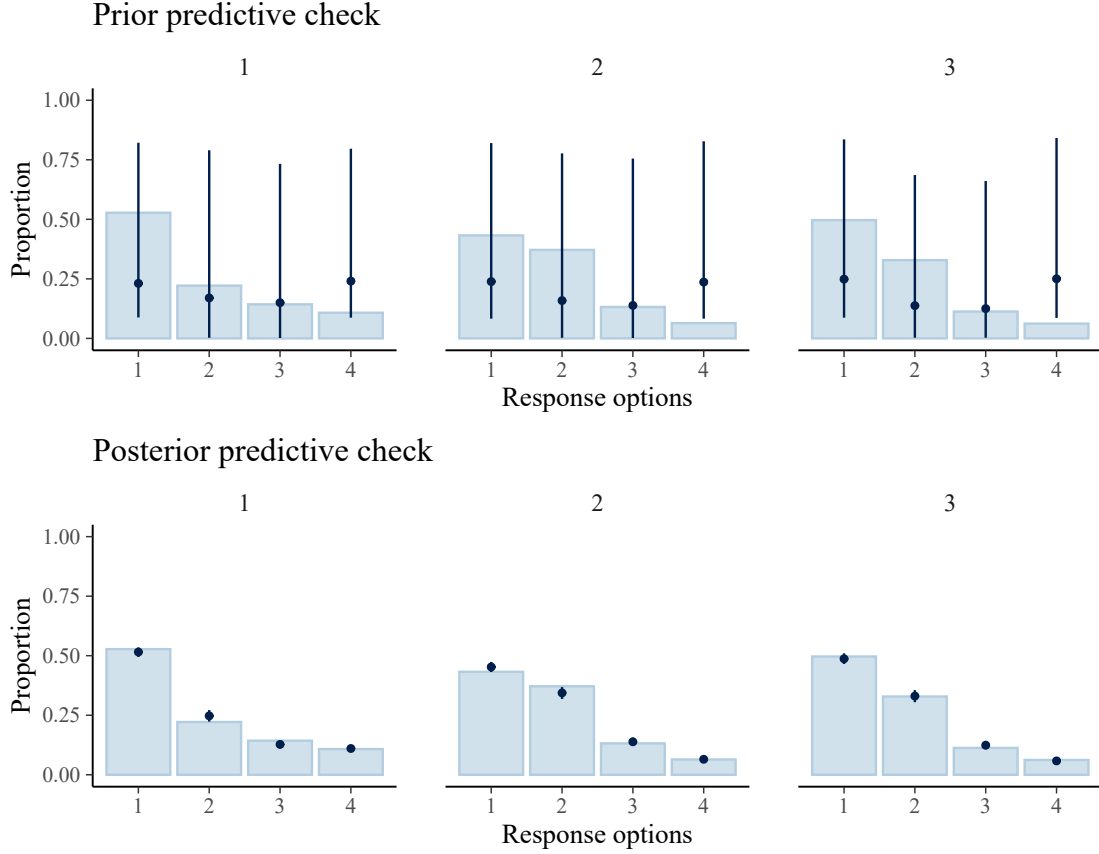 Prior predictive check
1 2 3
1.00
0.75
0.50
0.25
0.00
Proportion
1 2 3 4 1 2 3 4 1 2 3 4
Response options
Posterior predictive check
1 2 3
1.00
0.75
0.50
0.25
0.00
Proportion
1 2 3 4 1 2 3 4 1 2 3 4
Response options